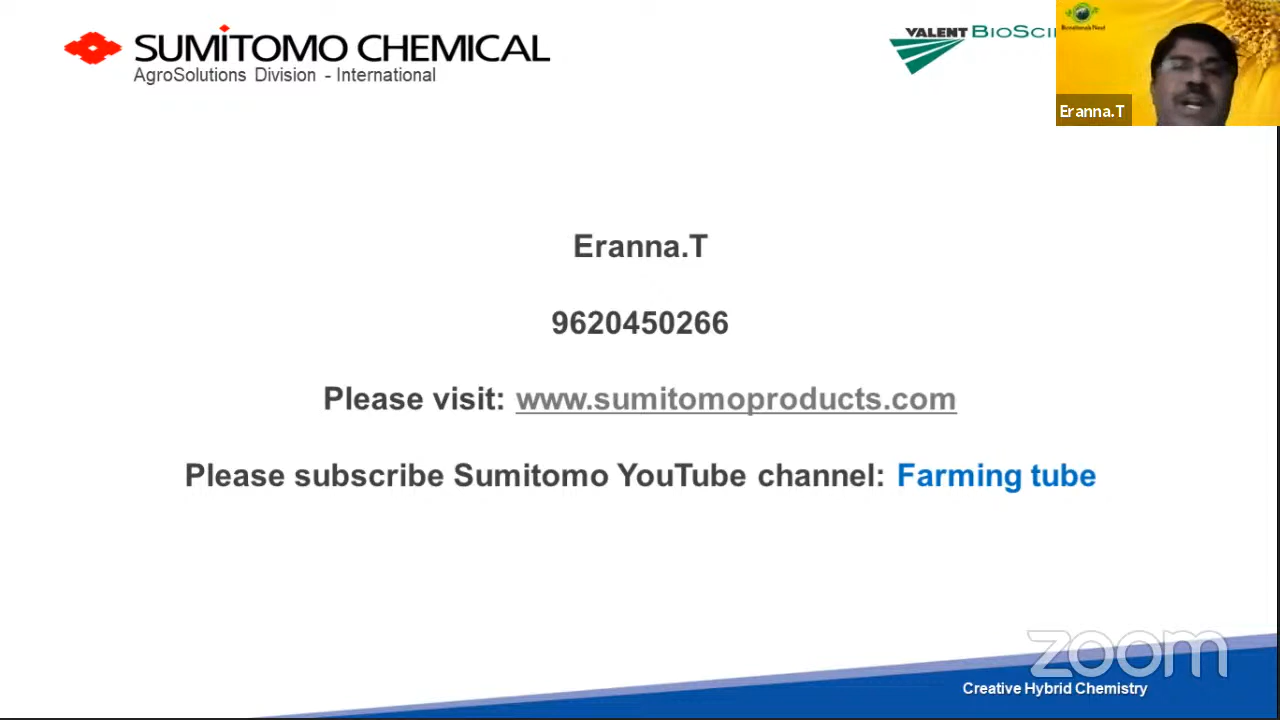 SUMITOMO CHEMICAL
AgroSolutions Division - International
VALENT
Eranna.T
Eranna.T
9620450266
Please visit: www.sumitomoproducts.com
Please subscribe Sumitomo YouTube channel: Farming tube
zoom
Creative Hybrid Chemistry